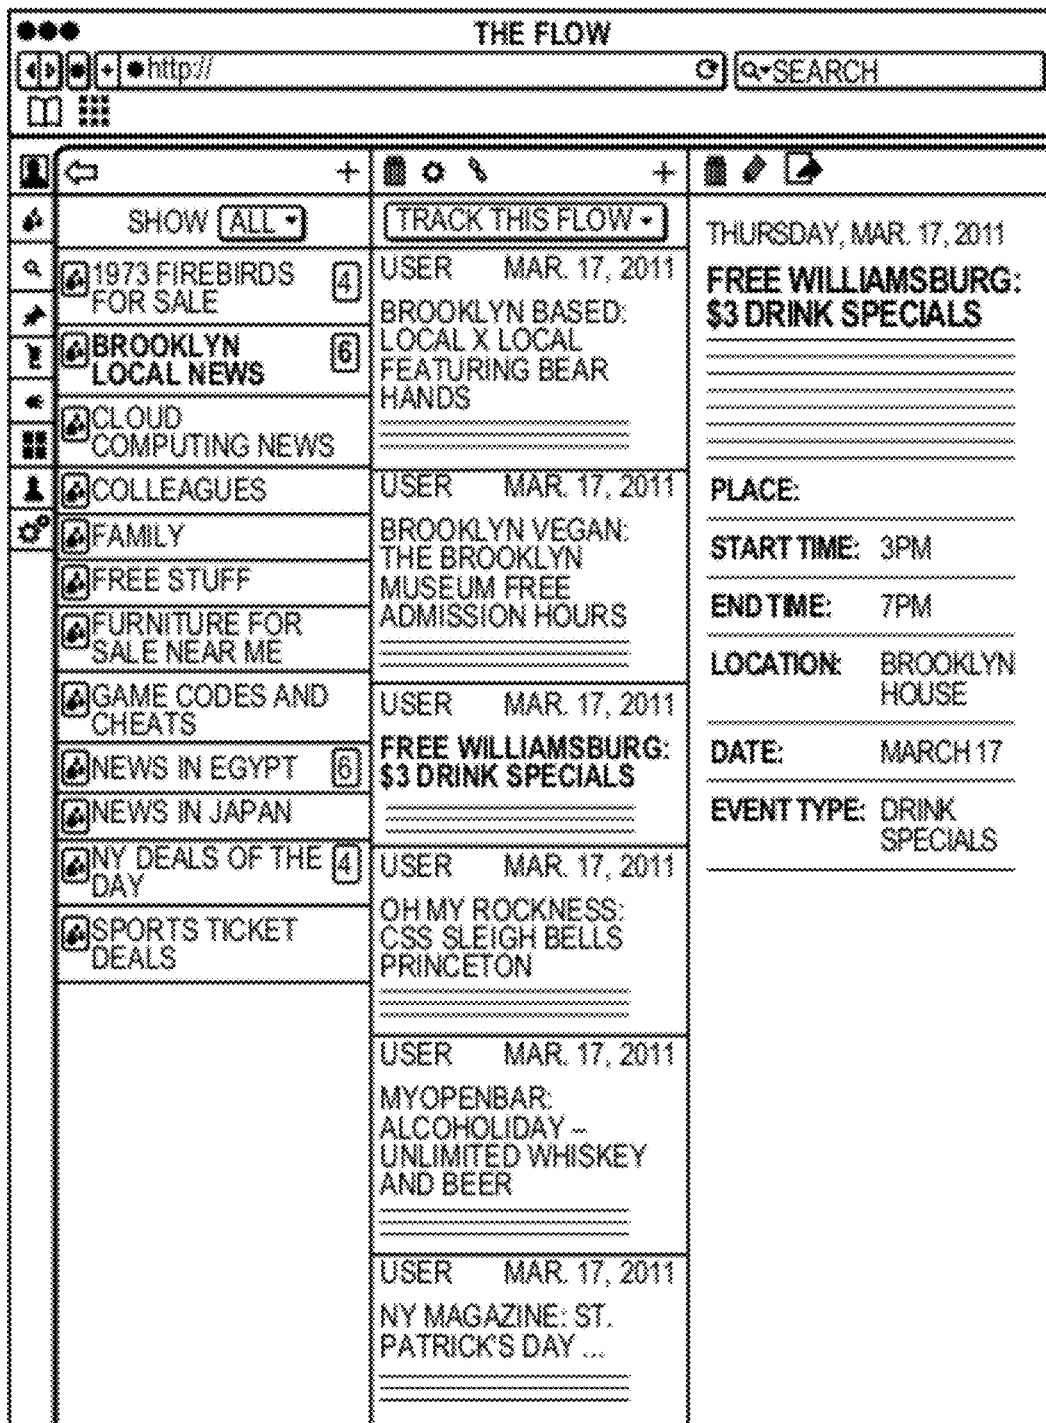 THE FLOW
http://
SEARCH
SHOW ALL
1973 FIREBIRDS
FOR SALE
4
BROOKLYN
LOCAL NEWS
6
CLOUD
COMPUTING NEWS
COLLEAGUES
FAMILY
FREE STUFF
FURNITURE FOR
SALE NEAR ME
GAME CODES AND
CHEATS
NEWS IN EGYPT 6
NEWS IN JAPAN
NY DEALS OF THE
DAY
4
SPORTS TICKET
DEALS
TRACK THIS FLOW
USER MAR. 17, 2011
BROOKLYN BASED:
LOCAL X LOCAL
FEATURING BEAR
HANDS
USER MAR. 17, 2011
BROOKLYN VEGAN:
THE BROOKLYN
MUSEUM FREE
ADMISSION HOURS
USER MAR. 17, 2011
FREE WILLIAMSBURG:
$3 DRINK SPECIALS
USER MAR. 17, 2011
OH MY ROCKNESS:
CSS SLEIGH BELLS
PRINCETON
USER MAR. 17, 2011
MYOPENBAR:
ALCOHOLIDAY –
UNLIMITED WHISKEY
AND BEER
USER MAR. 17, 2011
NY MAGAZINE: ST.
PATRICK'S DAY ...
THURSDAY, MAR. 17, 2011
FREE WILLIAMSBURG:
$3 DRINK SPECIALS
PLACE:
START TIME: 3PM
END TIME: 7PM
LOCATION: BROOKLYN
HOUSE
DATE: MARCH 17
EVENT TYPE: DRINK
SPECIALS